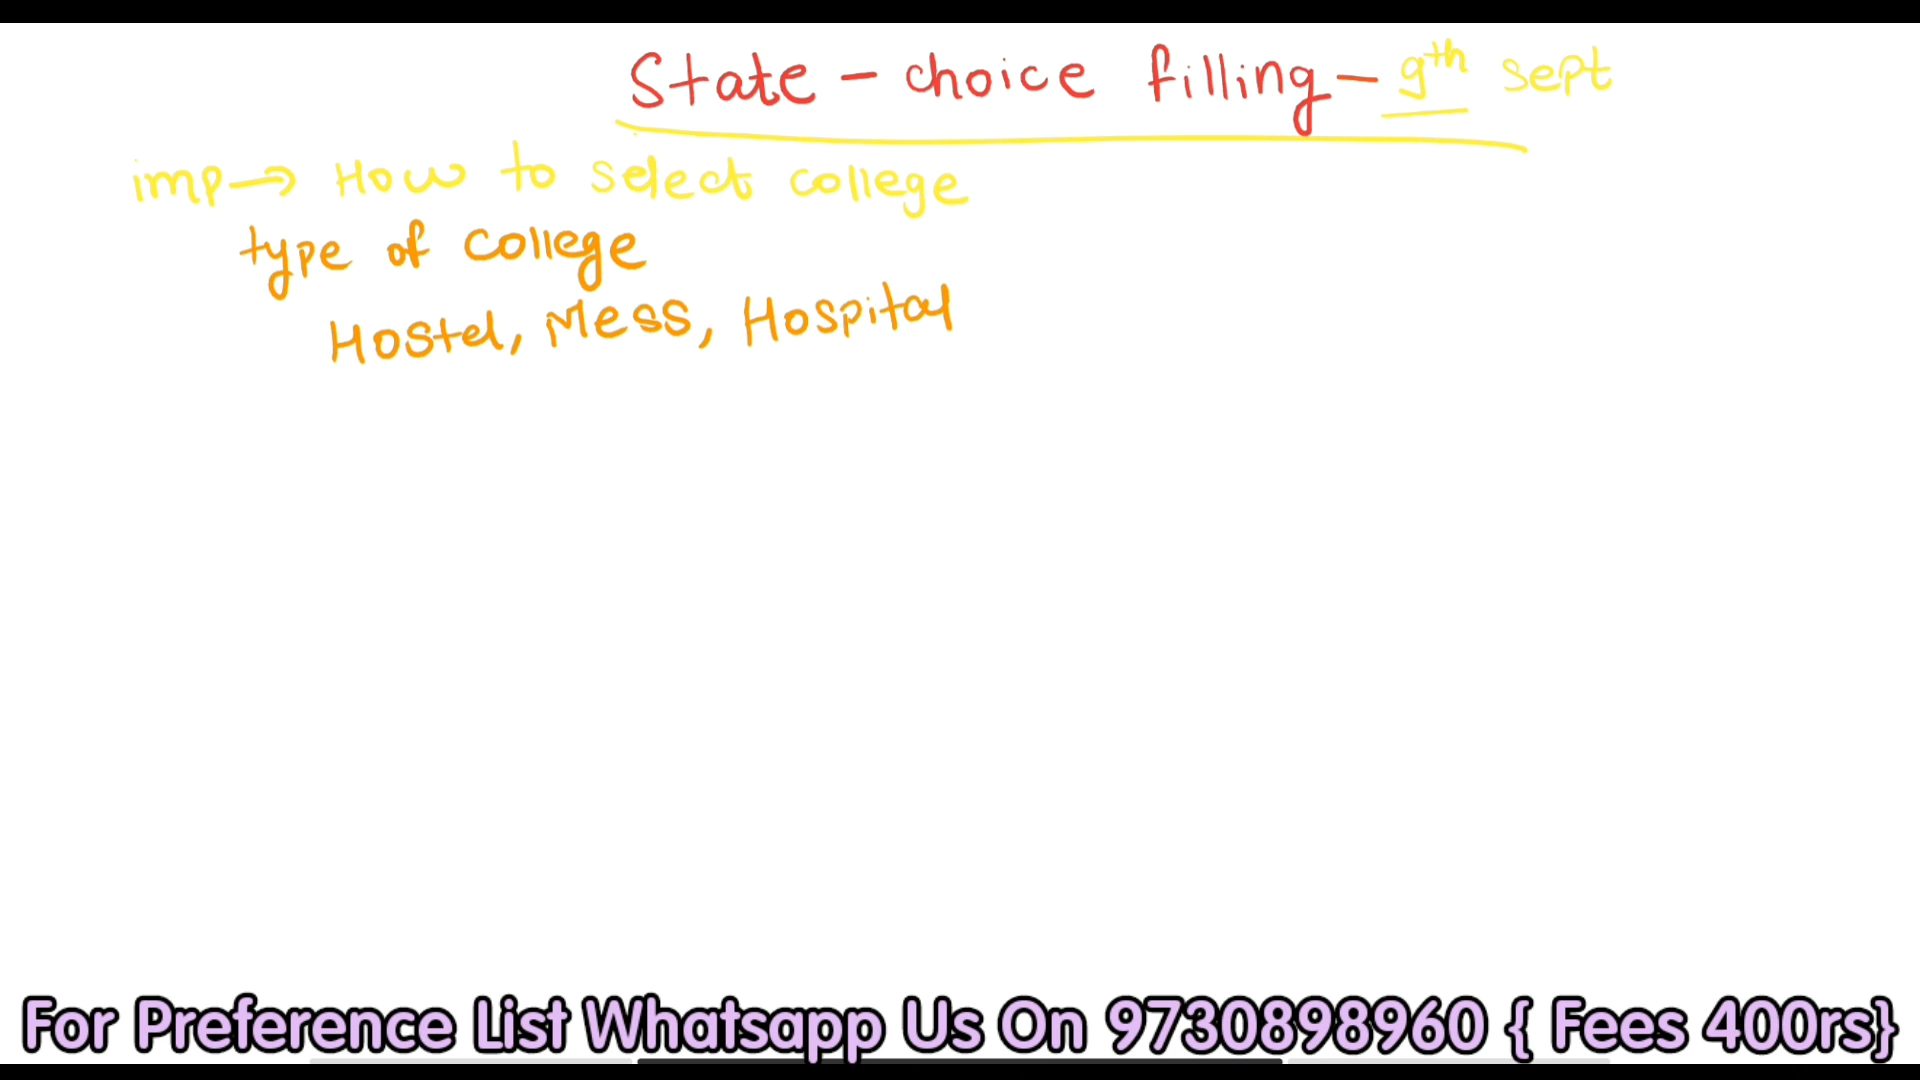 State - choice filling - 9th sept
imp → How to select college
type of college
Hostel, Mess, Hospital
For Preference List Whatsapp Us On 9730898960 { Fees 400rs}